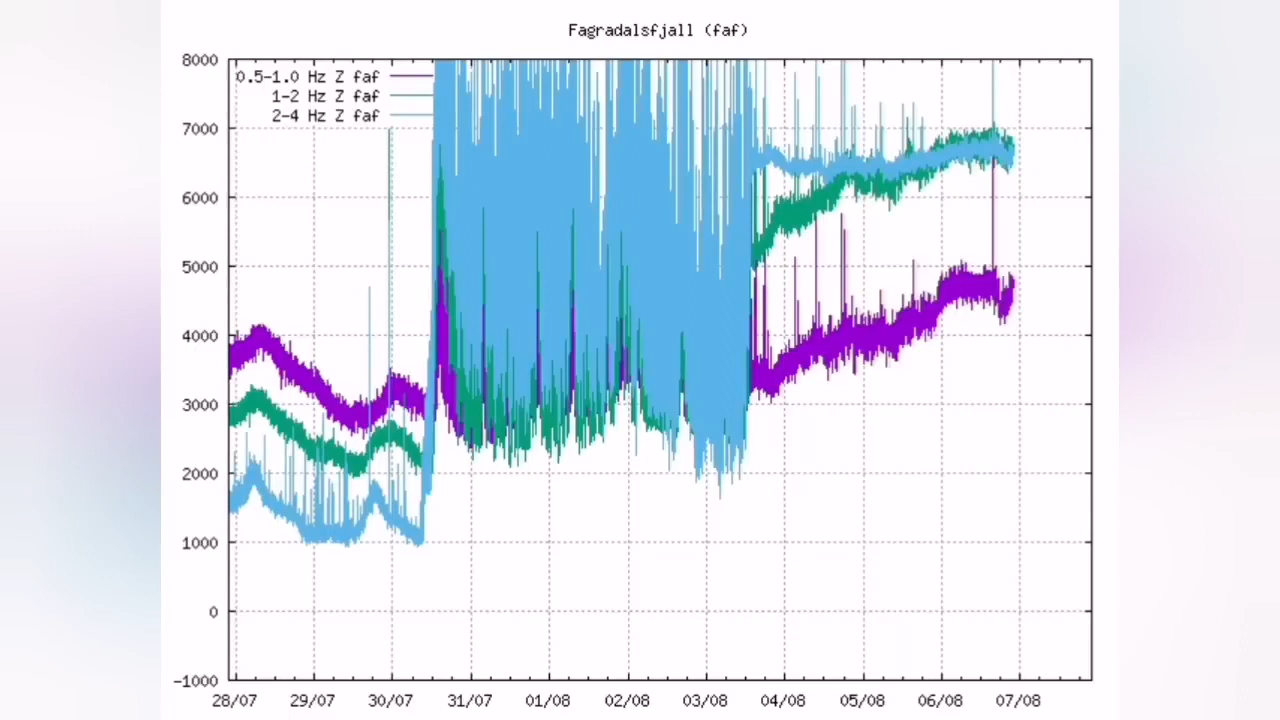 Fagradalsfjall (faf)
8000
0.5-1.0 Hz Z faf
1-2 Hz Z faf
2-4 Hz Z faf
7000
6000
5000
4000
3000
2000
1000
0
-1000
28/07 29/07 30/07 31/07 01/08 02/08 03/08 04/08 05/08 06/08 07/08